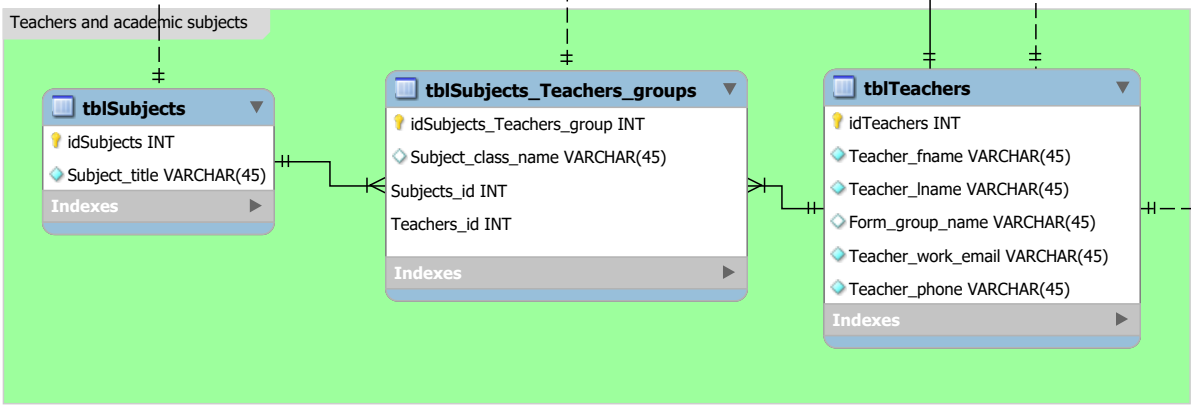 Teachers and academic subjects
tblSubjects
idSubjects INT
Subject_title VARCHAR(45)
Indexes
tblSubjects_Teachers_groups
idSubjects_Teachers_group INT
Subject_class_name VARCHAR(45)
Subjects_id INT
Teachers_id INT
Indexes
tblTeachers
idTeachers INT
Teacher_fname VARCHAR(45)
Teacher_lname VARCHAR(45)
Form_group_name VARCHAR(45)
Teacher_work_email VARCHAR(45)
Teacher_phone VARCHAR(45)
Indexes